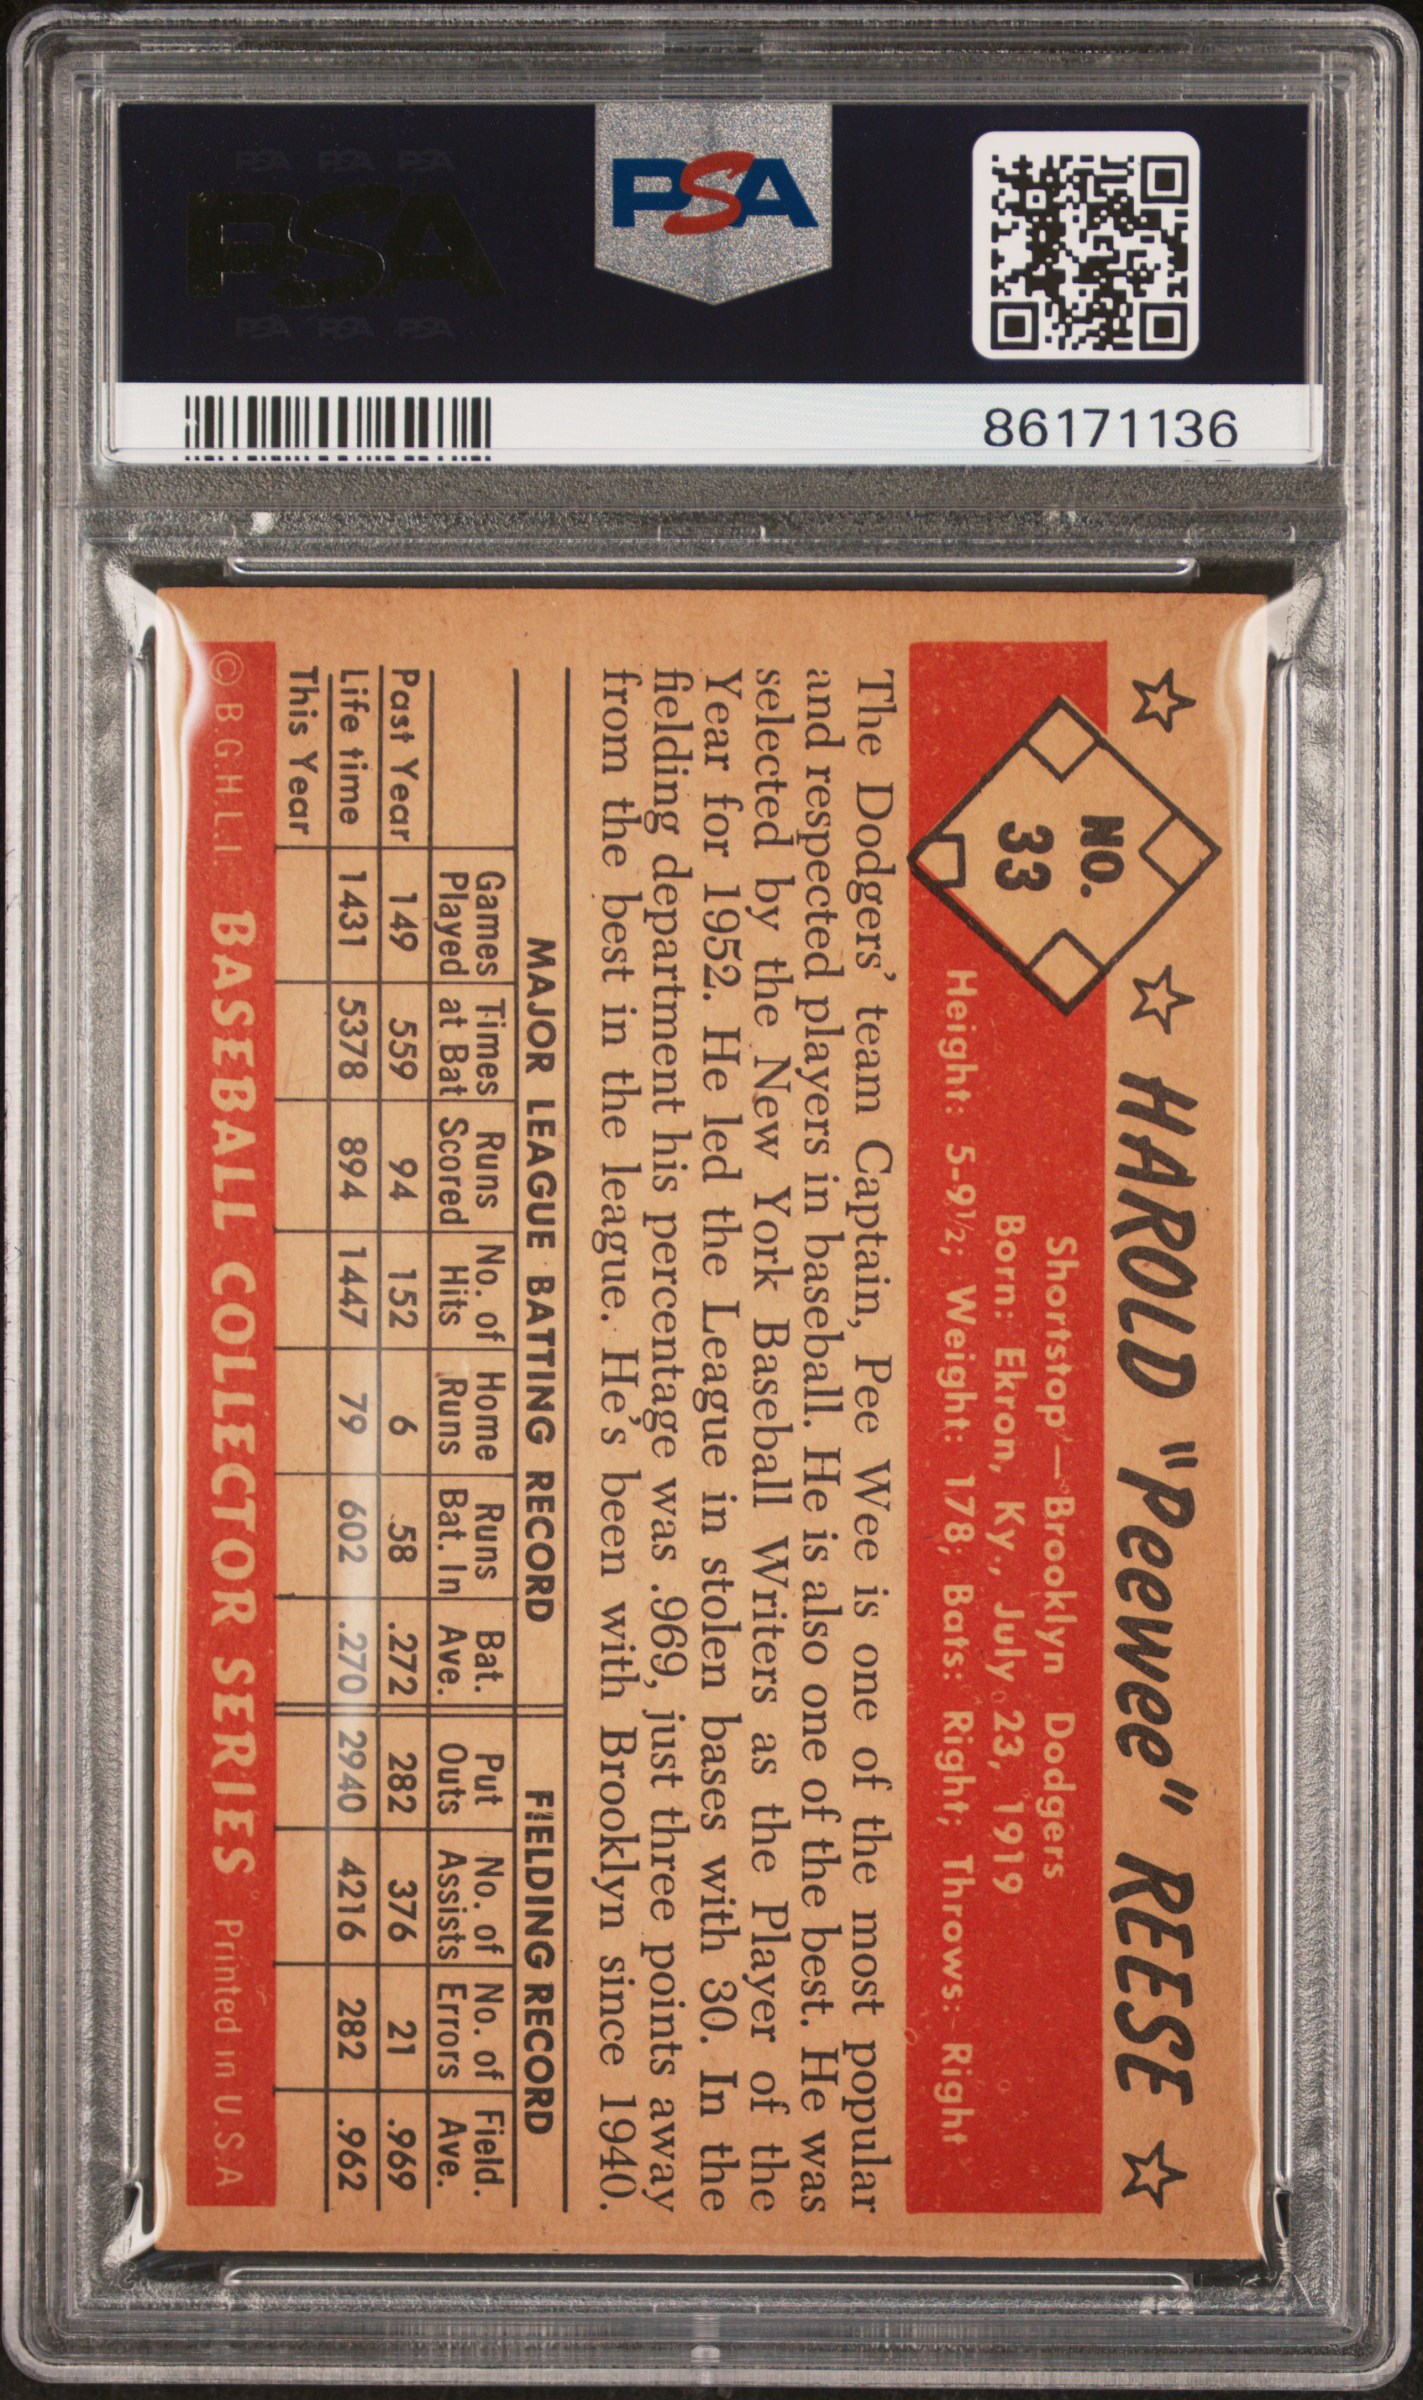 PSA PSA PSA
PSA
PSA PSA PSA
PSA
86171136
☆ ☆ HAROLD "Peewee" REESE ☆
NO.
33
Shortstop—Brooklyn Dodgers
Born: Ekron, Ky., July 23, 1919
Height: 5-9½; Weight: 178; Bats: Right; Throws: Right
The Dodgers' team Captain, Pee Wee is one of the most popular
and respected players in baseball. He is also one of the best. He was
selected by the New York Baseball Writers as the Player of the
Year for 1952. He led the League in stolen bases with 30. In the
fielding department his percentage was .969, just three points away
from the best in the league. He's been with Brooklyn since 1940.
MAJOR LEAGUE BATTING RECORD FIELDING RECORD
Games Times Runs No. of Home Runs Bat. Put No. of No. of Field.
Played at Bat Scored Hits Runs Bat. In Ave. Outs Assists Errors Ave.
Past Year 149 559 94 152 6 58 .272 282 376 21 .969
Life time 1431 5378 894 1447 79 602 .270 2940 4216 282 .962
This Year
© B.G.H.L.I. BASEBALL COLLECTOR SERIES Printed in U.S.A